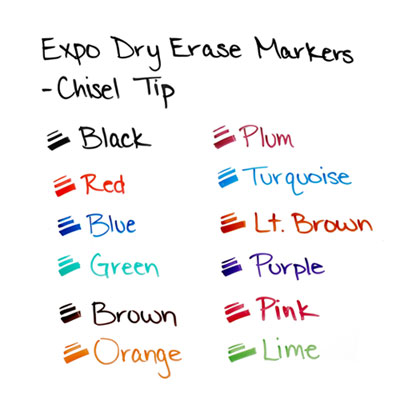 Expo Dry Erase Markers
-Chisel Tip
Black
Red
Blue
Green
Brown
Orange
Plum
Turquoise
Lt. Brown
Purple
Pink
Lime